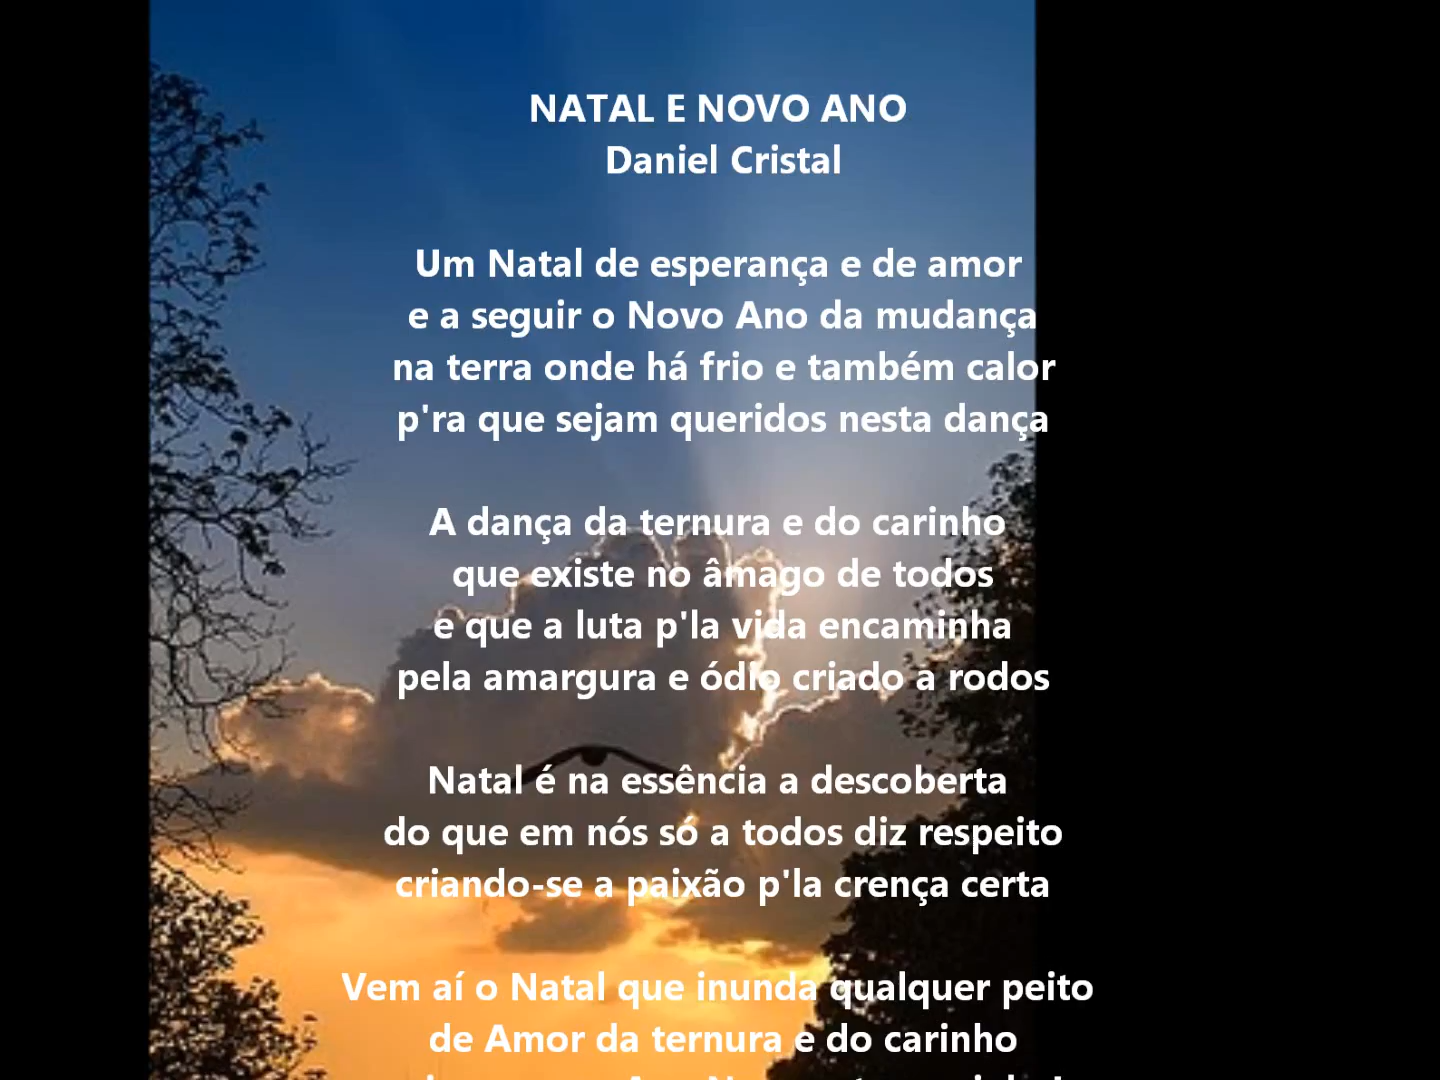 NATAL E NOVO ANO
Daniel Cristal
Um Natal de esperança e de amor
e a seguir o Novo Ano da mudança
na terra onde há frio e também calor
p'ra que sejam queridos nesta dança
A dança da ternura e do carinho
que existe no âmago de todos
e que a luta p'la vida encaminha
pela amargura e ódio criado a rodos
Natal é na essência a descoberta
do que em nós só a todos diz respeito
criando-se a paixão p'la crença certa
Vem aí o Natal que inunda qualquer peito
de Amor da ternura e do carinho